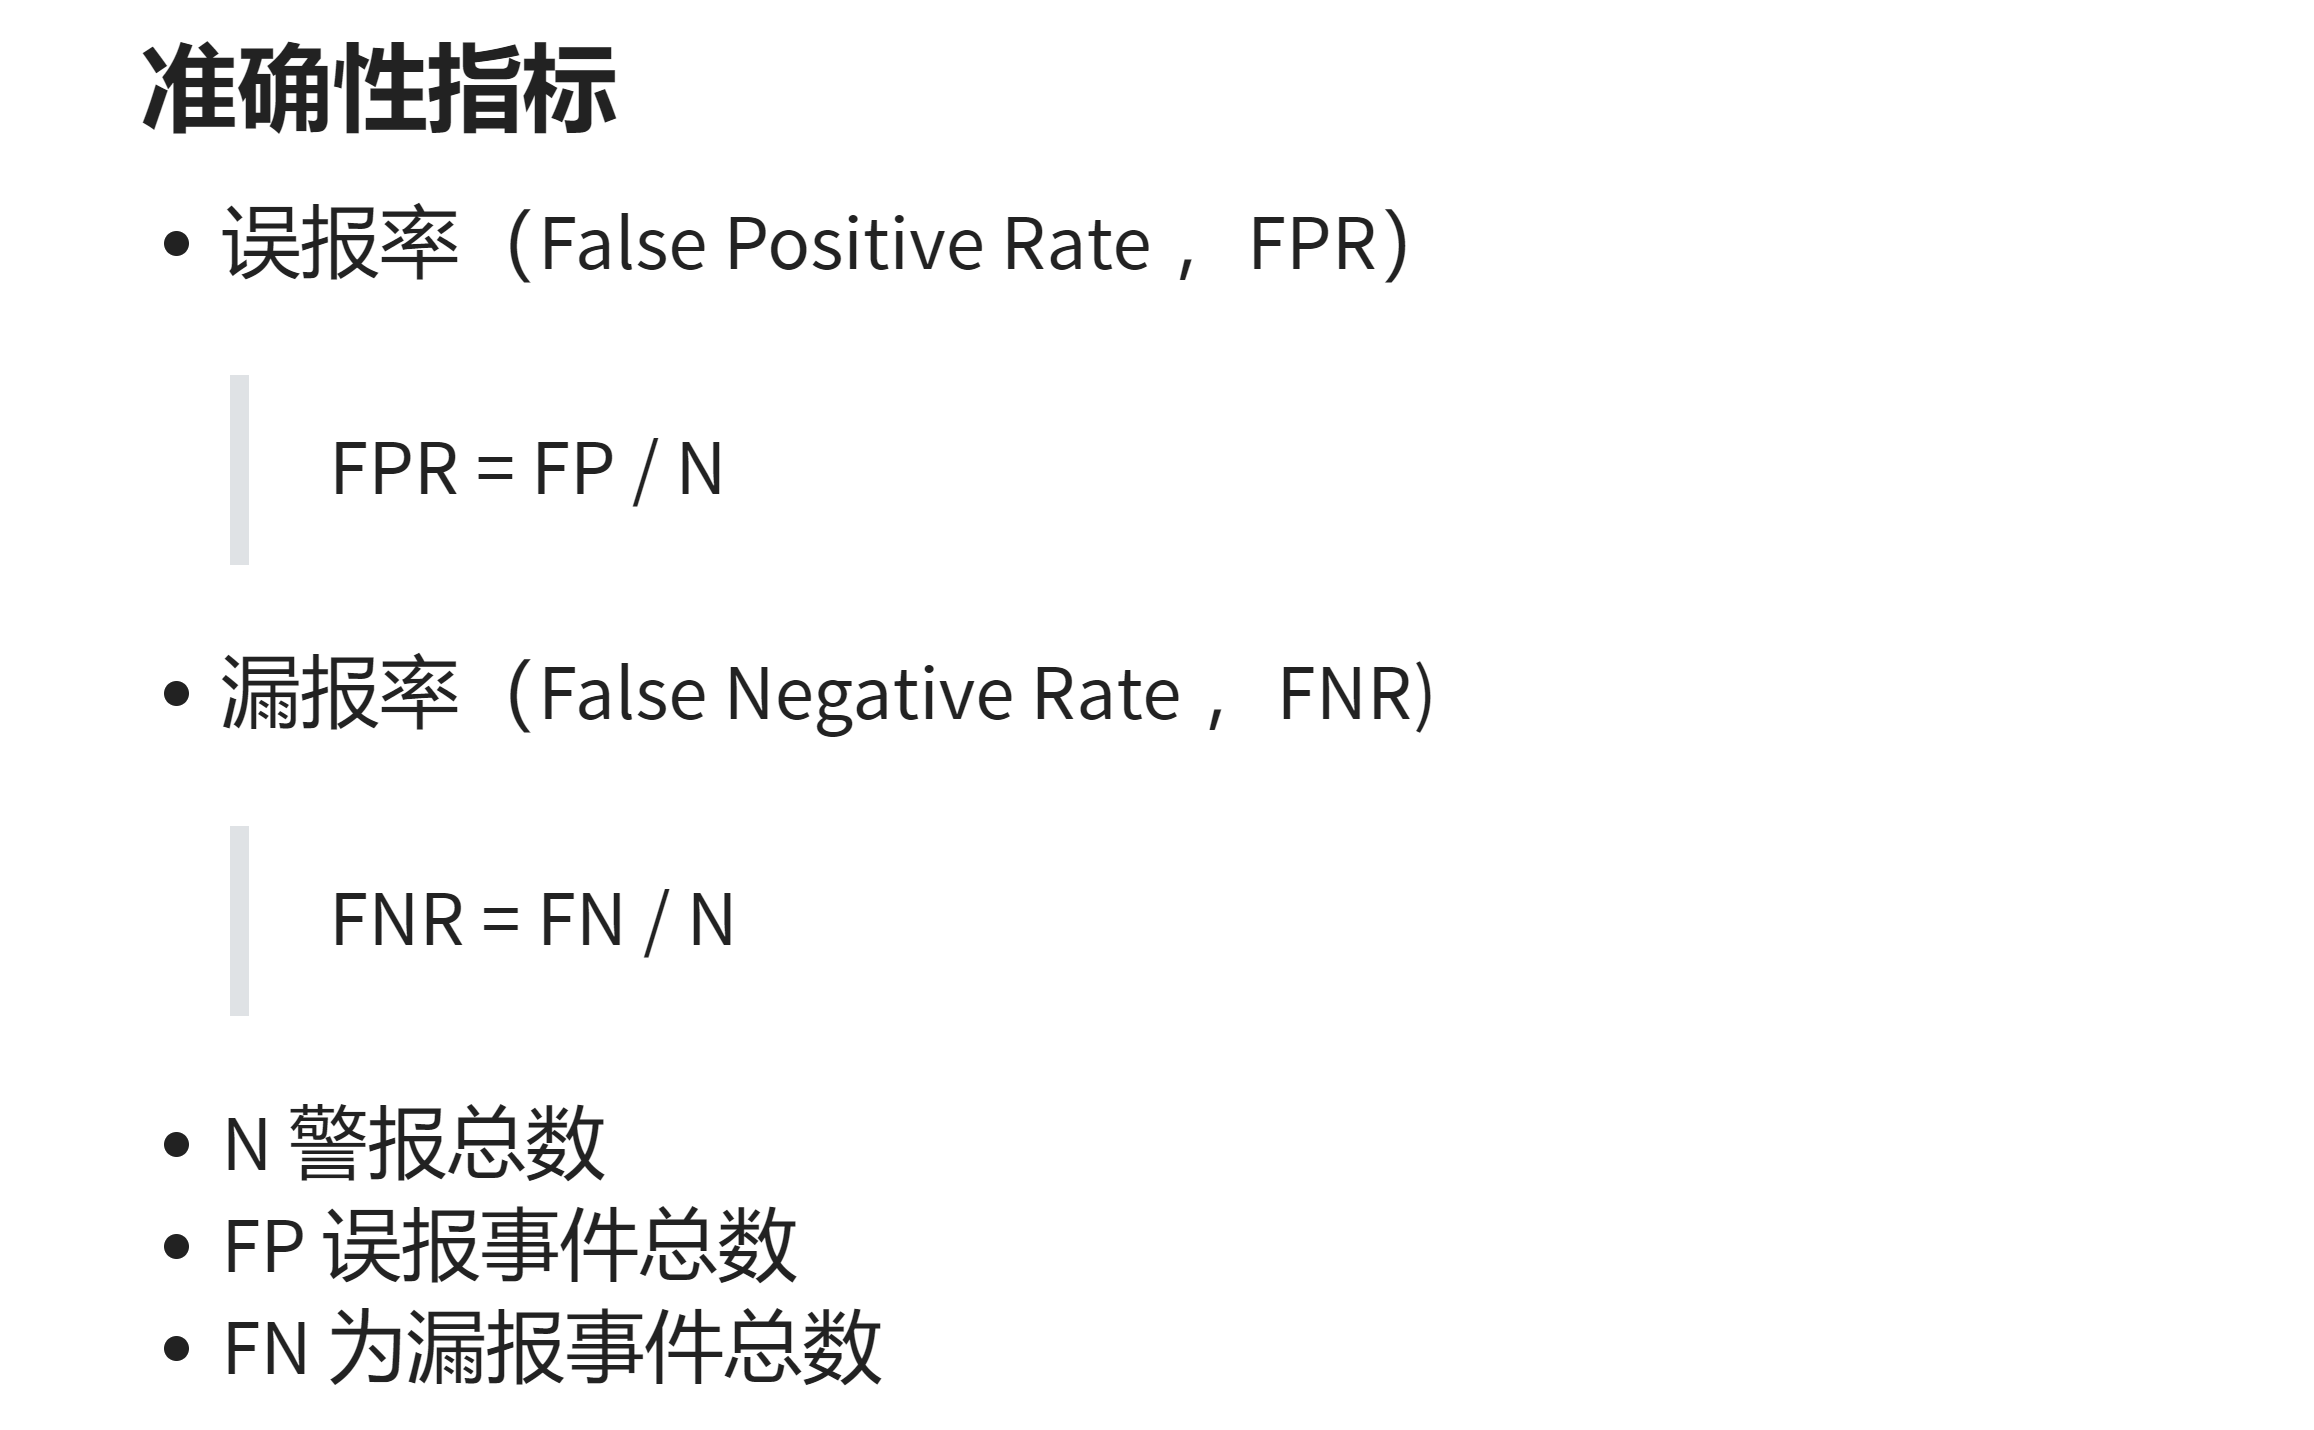 准确性指标
误报率（False Positive Rate ，FPR）
FPR = FP / N
漏报率（False Negative Rate ，FNR)
FNR = FN / N
N 警报总数
FP 误报事件总数
FN 为漏报事件总数